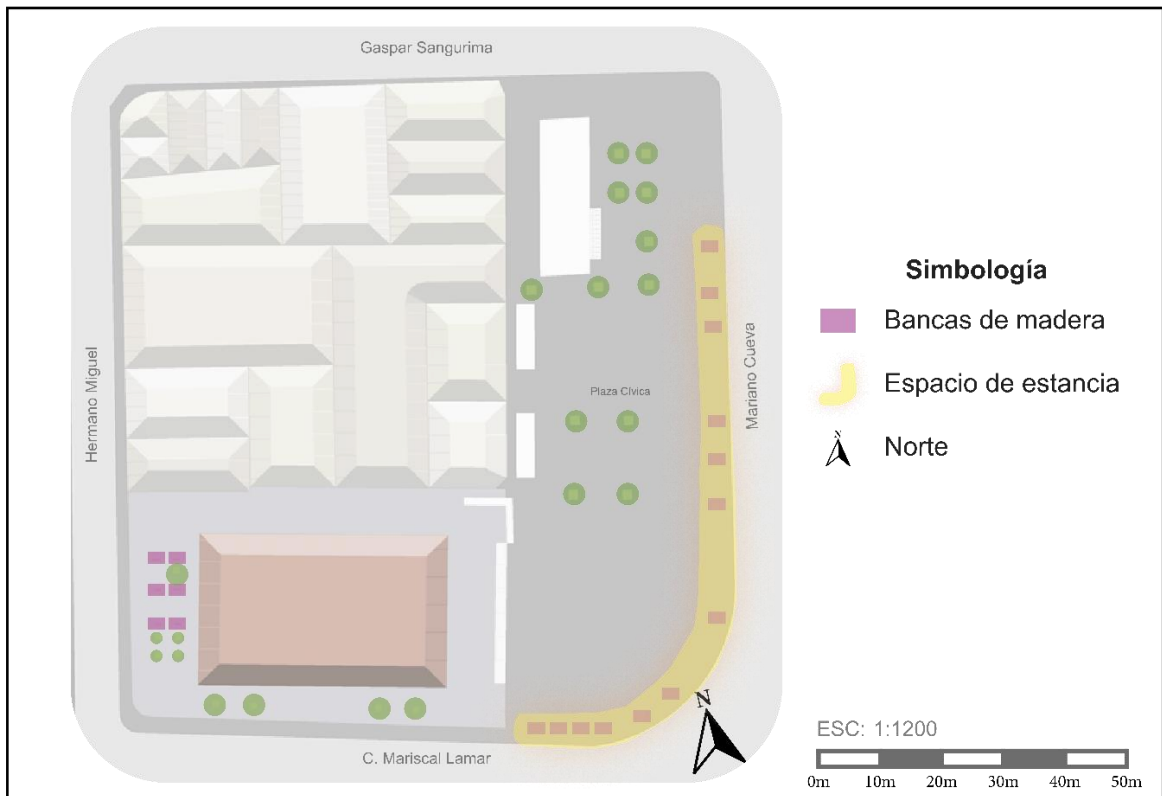 Gaspar Sangurima
Hermano Miguel
Plaza Cívica
Mariano Cueva
C. Mariscal Lamar
N
Simbología
Bancas de madera
Espacio de estancia
N
Norte
ESC: 1:1200
0m 10m 20m 30m 40m 50m